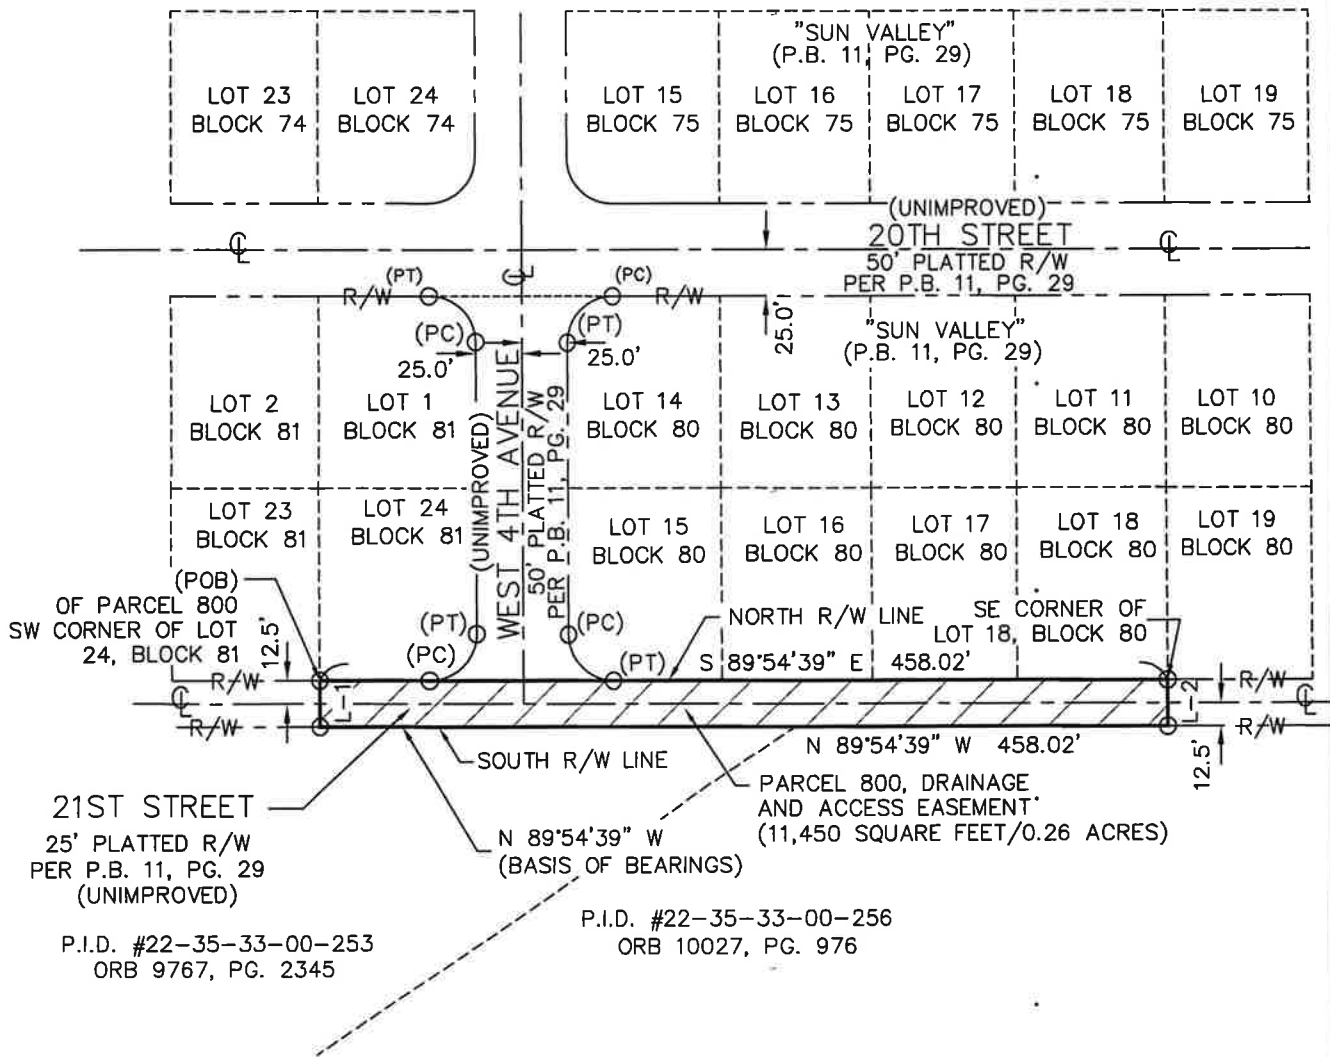 "SUN VALLEY"
(P.B. 11, PG. 29)
LOT 23
BLOCK 74
LOT 24
BLOCK 74
LOT 15
BLOCK 75
LOT 16
BLOCK 75
LOT 17
BLOCK 75
LOT 18
BLOCK 75
LOT 19
BLOCK 75
(UNIMPROVED)
20TH STREET
50' PLATTED R/W
PER P.B. 11, PG. 29
CL
CL
CL
(PT)
(PC)
R/W
R/W
(PC)
(PT)
25.0'
25.0'
25.0'
"SUN VALLEY"
(P.B. 11, PG. 29)
LOT 2
BLOCK 81
LOT 1
BLOCK 81
(UNIMPROVED)
WEST 4TH AVENUE
50' PLATTED R/W
PER P.B. 11, PG. 29
LOT 14
BLOCK 80
LOT 13
BLOCK 80
LOT 12
BLOCK 80
LOT 11
BLOCK 80
LOT 10
BLOCK 80
LOT 23
BLOCK 81
LOT 24
BLOCK 81
LOT 15
BLOCK 80
LOT 16
BLOCK 80
LOT 17
BLOCK 80
LOT 18
BLOCK 80
LOT 19
BLOCK 80
(POB)
OF PARCEL 800
SW CORNER OF LOT
24, BLOCK 81
12.5'
(PT)
(PC)
(PC)
(PT)
NORTH R/W LINE
SE CORNER OF
LOT 18, BLOCK 80
S 89°54'39" E 458.02'
R/W
R/W
CL
L-1
L-2
R/W
R/W
CL
12.5'
N 89°54'39" W 458.02'
SOUTH R/W LINE
21ST STREET
25' PLATTED R/W
PER P.B. 11, PG. 29
(UNIMPROVED)
N 89°54'39" W
(BASIS OF BEARINGS)
PARCEL 800, DRAINAGE
AND ACCESS EASEMENT
(11,450 SQUARE FEET/0.26 ACRES)
P.I.D. #22-35-33-00-253
ORB 9767, PG. 2345
P.I.D. #22-35-33-00-256
ORB 10027, PG. 976